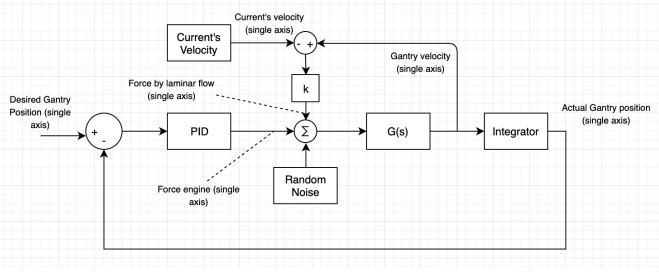 Current's velocity
(single axis)
Current's
Velocity
- +
Gantry velocity
(single axis)
Force by laminar flow
(single axis)
k
Desired Gantry
Position (single
axis)
Actual Gantry position
(single axis)
+
-
PID
Σ
G(s)
Integrator
Force engine (single
axis)
Random
Noise